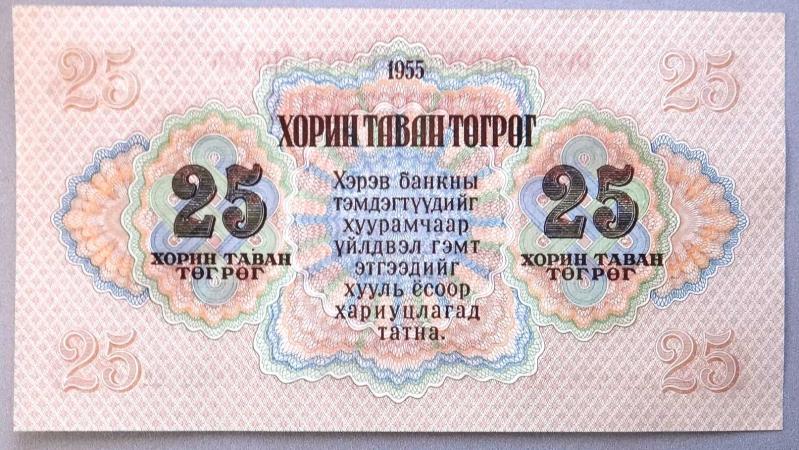 25
25
1955
ХОРИН ТАВАН ТӨГРӨГ
25
ХОРИН ТАВАН
ТӨГРӨГ
Хэрэв банкны
тэмдэгтүүдийг
хуурамчаар
үйлдвэл гэмт
этгээдийг
хууль ёсоор
хариуцлагад
татна.
25
ХОРИН ТАВАН
ТӨГРӨГ
25
25